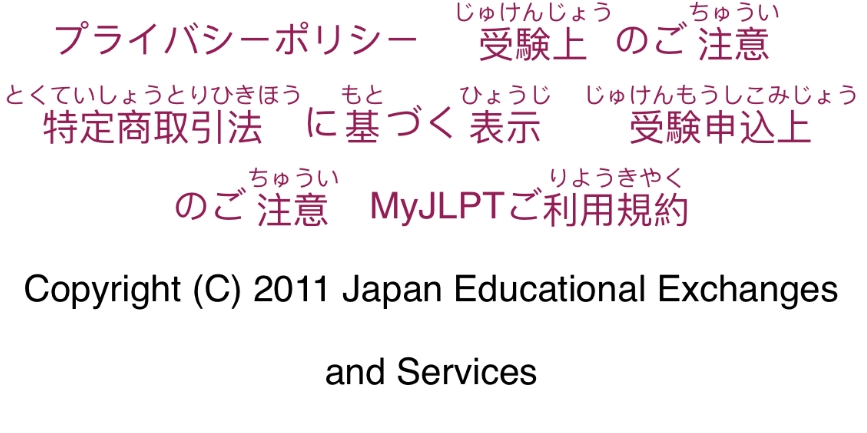 じゅけんじょう ちゅうい
プライバシーポリシー 受験上のご注意
とくていしょうとりひきほう もと ひょうじ じゅけんもうしこみじょう
特定商取引法に基づく表示 受験申込上
ちゅうい りようきやく
のご注意 MyJLPTご利用規約
Copyright (C) 2011 Japan Educational Exchanges
and Services